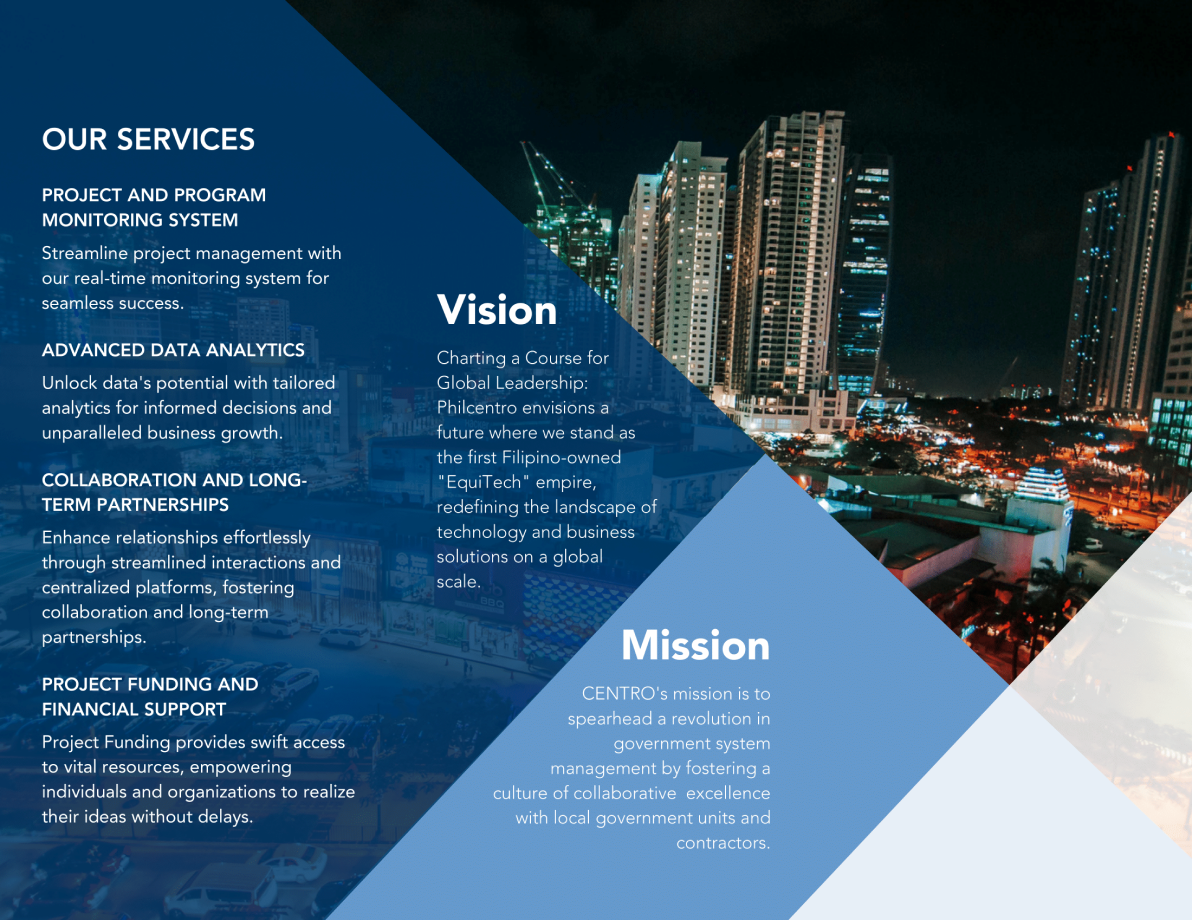 OUR SERVICES
PROJECT AND PROGRAM
MONITORING SYSTEM
Streamline project management with
our real-time monitoring system for
seamless success.
ADVANCED DATA ANALYTICS
Unlock data's potential with tailored
analytics for informed decisions and
unparalleled business growth.
COLLABORATION AND LONG-
TERM PARTNERSHIPS
Enhance relationships effortlessly
through streamlined interactions and
centralized platforms, fostering
collaboration and long-term
partnerships.
PROJECT FUNDING AND
FINANCIAL SUPPORT
Project Funding provides swift access
to vital resources, empowering
individuals and organizations to realize
their ideas without delays.
Vision
Charting a Course for
Global Leadership:
Philcentro envisions a
future where we stand as
the first Filipino-owned
"EquiTech" empire,
redefining the landscape of
technology and business
solutions on a global
scale.
Mission
CENTRO's mission is to
spearhead a revolution in
government system
management by fostering a
culture of collaborative  excellence
with local government units and
contractors.